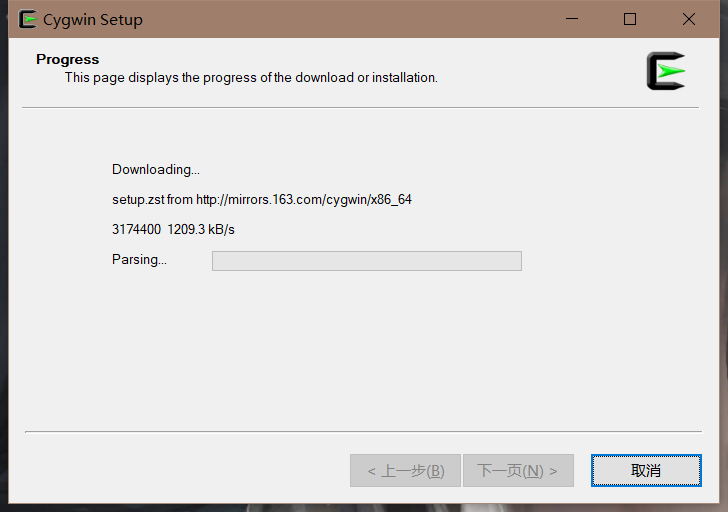 Cygwin Setup
Progress
This page displays the progress of the download or installation.
Downloading...
setup.zst from http://mirrors.163.com/cygwin/x86_64
3174400 1209.3 kB/s
Parsing...
< 上一步(B) 下一页(N) > 取消